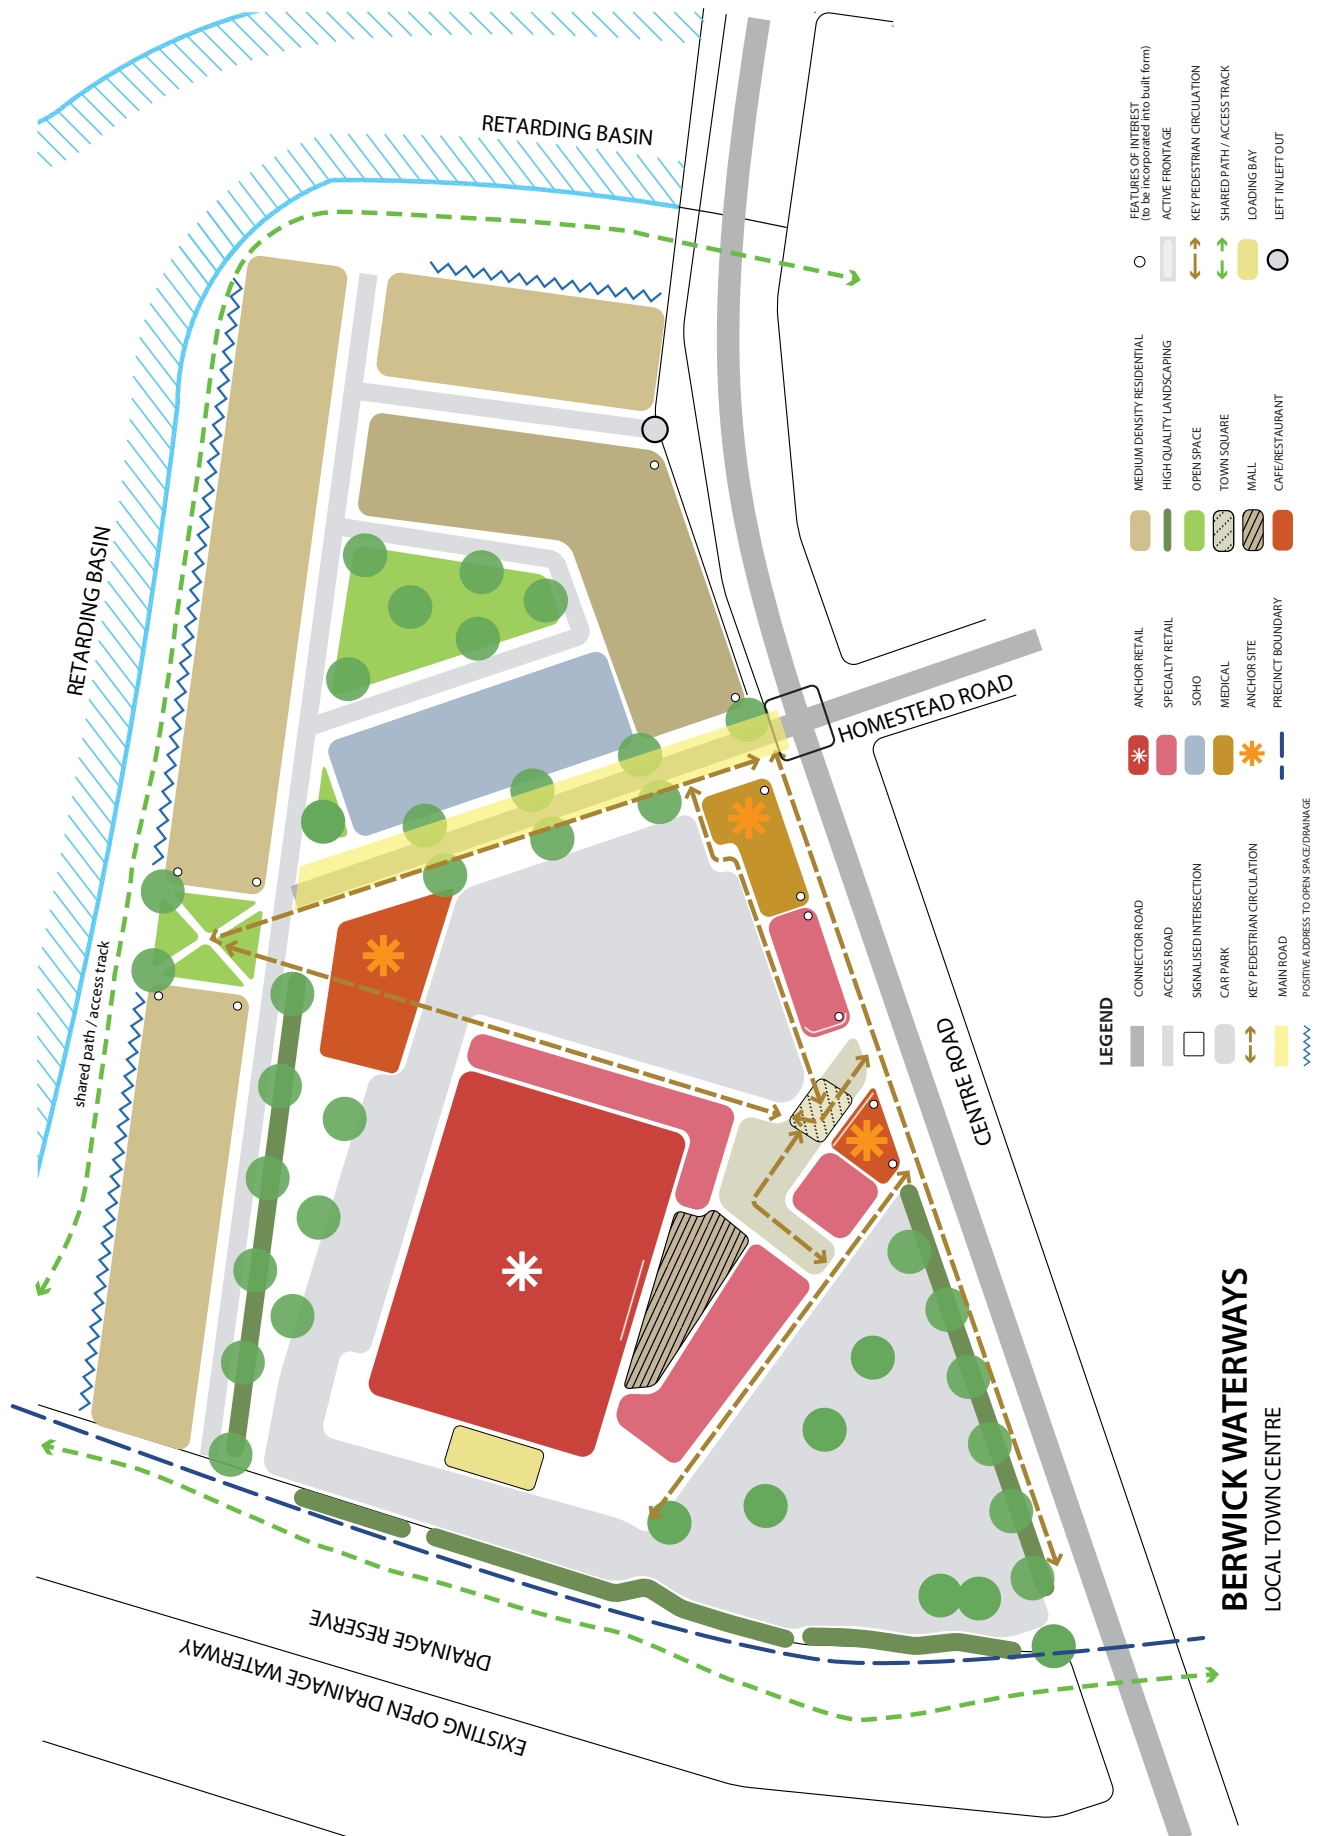 RETARDING BASIN
RETARDING BASIN
shared path / access track
HOMESTEAD ROAD
CENTRE ROAD
DRAINAGE RESERVE
EXISTING OPEN DRAINAGE WATERWAY
LEGEND
CONNECTOR ROAD
ACCESS ROAD
SIGNALISED INTERSECTION
CAR PARK
KEY PEDESTRIAN CIRCULATION
MAIN ROAD
POSITIVE ADDRESS TO OPEN SPACE/DRAINAGE
ANCHOR RETAIL
SPECIALTY RETAIL
SOHO
MEDICAL
ANCHOR SITE
PRECINCT BOUNDARY
MEDIUM DENSITY RESIDENTIAL
HIGH QUALITY LANDSCAPING
OPEN SPACE
TOWN SQUARE
MALL
CAFE/RESTAURANT
FEATURES OF INTEREST
(to be incorporated into built form)
ACTIVE FRONTAGE
KEY PEDESTRIAN CIRCULATION
SHARED PATH / ACCESS TRACK
LOADING BAY
LEFT IN/LEFT OUT
BERWICK WATERWAYS
LOCAL TOWN CENTRE